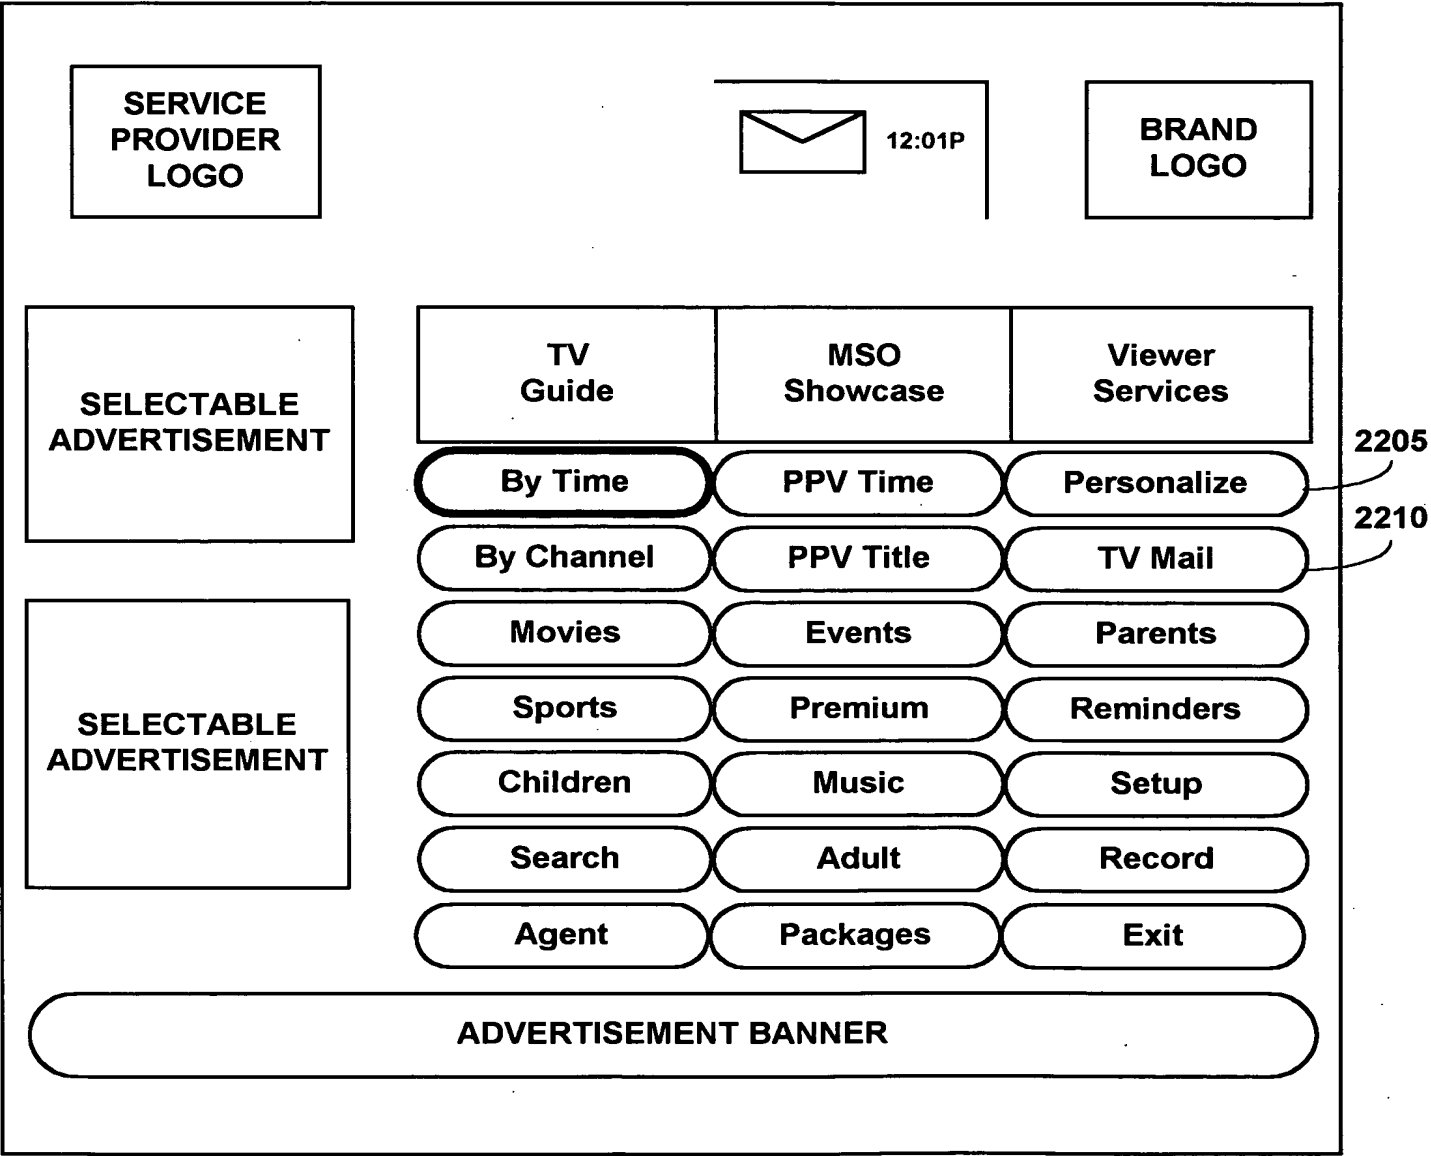 SERVICE
PROVIDER
LOGO
12:01P
BRAND
LOGO
SELECTABLE
ADVERTISEMENT
SELECTABLE
ADVERTISEMENT
TV
Guide
MSO
Showcase
Viewer
Services
By Time
PPV Time
Personalize
2205
By Channel
PPV Title
TV Mail
2210
Movies
Events
Parents
Sports
Premium
Reminders
Children
Music
Setup
Search
Adult
Record
Agent
Packages
Exit
ADVERTISEMENT BANNER